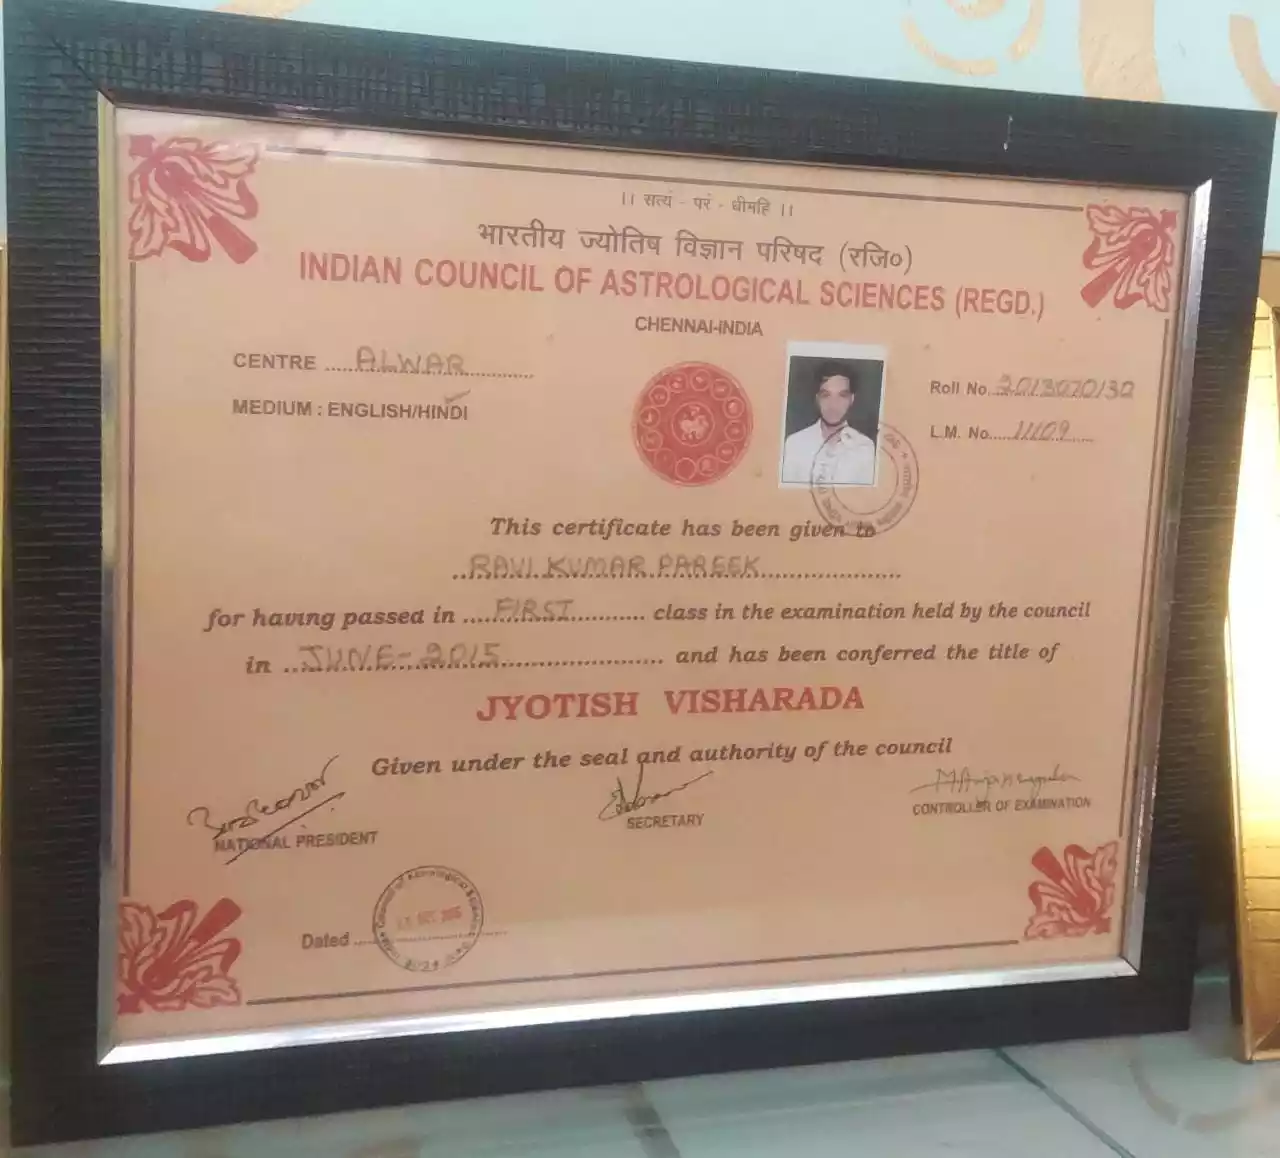 ।। सत्यं - परं - धीमहि ।।
भारतीय ज्योतिष विज्ञान परिषद (रजि०)
INDIAN COUNCIL OF ASTROLOGICAL SCIENCES (REGD.)
CHENNAI-INDIA
CENTRE ....ALWAR............
MEDIUM : ENGLISH/HINDI
Roll No. 2013070130
L.M. No.....11109......
This certificate has been given to
..RAVI KUMAR PAREEK....................
for having passed in ....FIRST........... class in the examination held by the council
in ..JUNE-2015........................ and has been conferred the title of
JYOTISH VISHARADA
Given under the seal and authority of the council
NATIONAL PRESIDENT
SECRETARY
CONTROLLER OF EXAMINATION
Dated